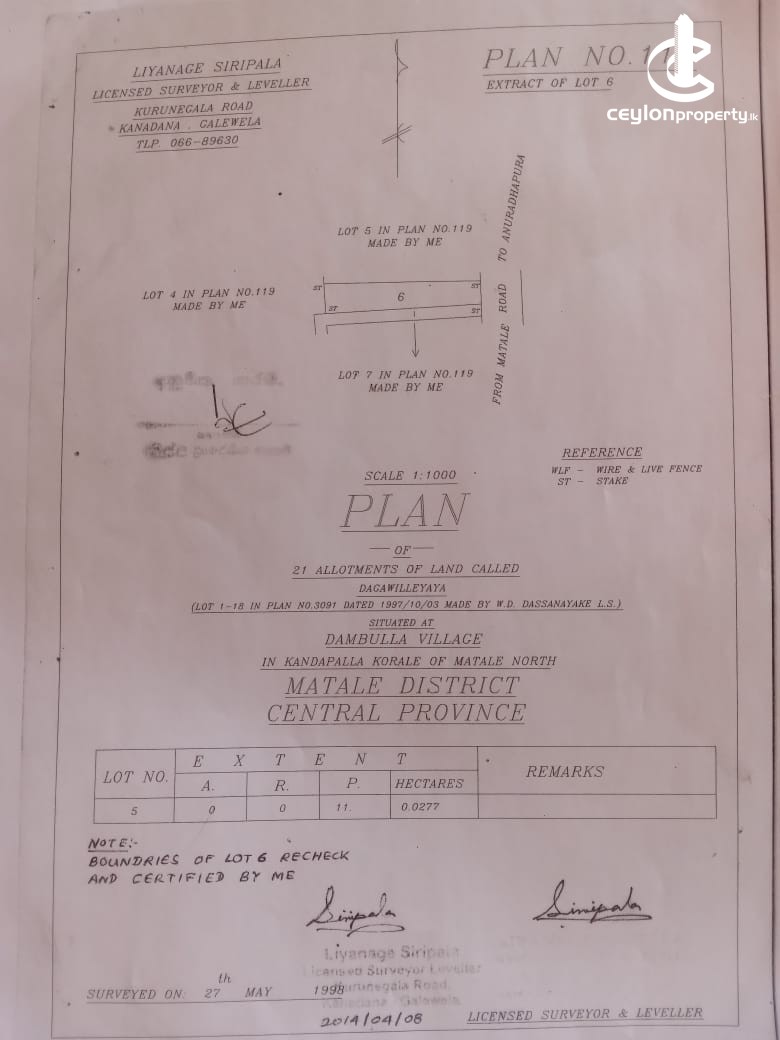 LIYANAGE SIRIPALA
LICENSED SURVEYOR & LEVELLER
KURUNEGALA ROAD
KANADANA . GALEWELA
TLP. 066-89630
PLAN NO.11
EXTRACT OF LOT 6
ceylonproperty.lk
LOT 5 IN PLAN NO.119
MADE BY ME
LOT 4 IN PLAN NO.119
MADE BY ME
ST
ST
6
ST
ST
FROM MATALE ROAD TO ANURADHAPURA
LOT 7 IN PLAN NO.119
MADE BY ME
REFERENCE
WLF - WIRE & LIVE FENCE
ST - STAKE
SCALE 1:1000
PLAN
OF
21 ALLOTMENTS OF LAND CALLED
DAGAWILLEYAYA
(LOT 1-18 IN PLAN NO.3091 DATED 1997/10/03 MADE BY W.D. DASSANAYAKE L.S.)
SITUATED AT
DAMBULLA VILLAGE
IN KANDAPALLA KORALE OF MATALE NORTH
MATALE DISTRICT
CENTRAL PROVINCE
LOT NO. E X T E N T REMARKS
A. R. P. HECTARES
5 0 0 11. 0.0277
NOTE:-
BOUNDRIES OF LOT 6 RECHECK
AND CERTIFIED BY ME
Siripala Siripala
Liyanage Siripala
Licensed Surveyor Leveller
Kurunegala Road,
Kanadana Galewela
SURVEYED ON: 27th MAY 1998
2014/04/08
LICENSED SURVEYOR & LEVELLER